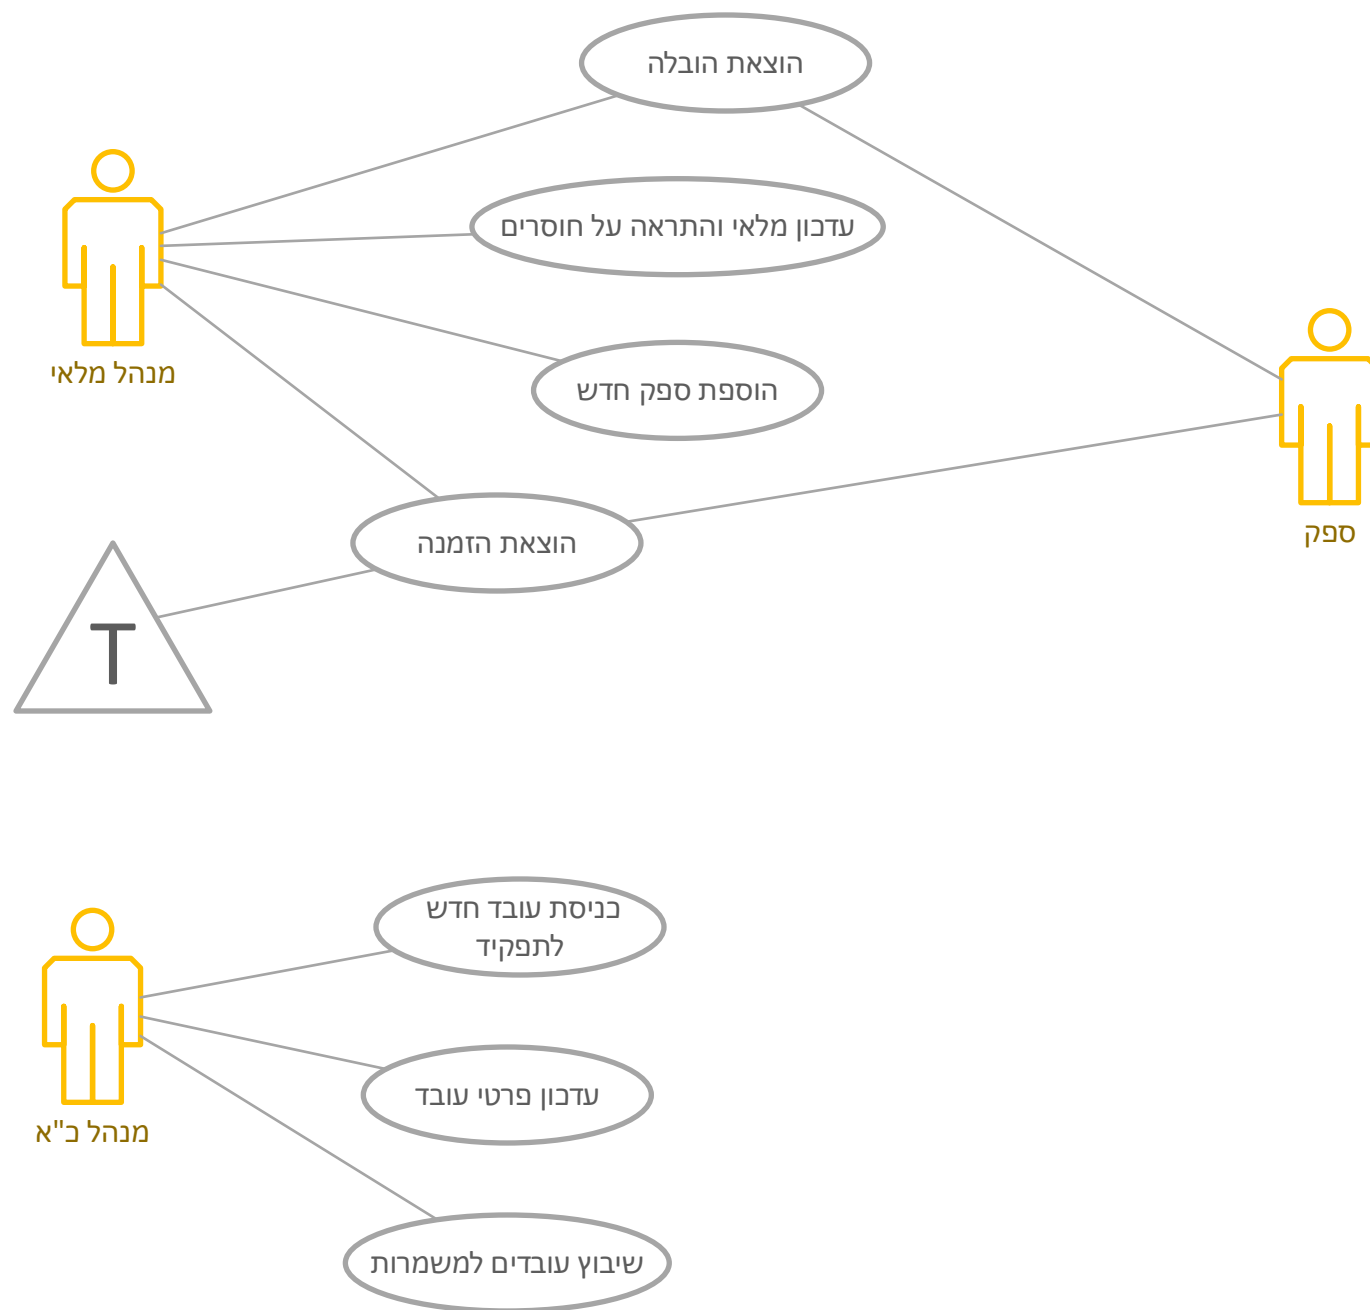 הוצאת הובלה
עדכון מלאי והתראה על חוסרים
מנהל מלאי
הוספת ספק חדש
ספק
הוצאת הזמנה
T
כניסת עובד חדש
לתפקיד
עדכון פרטי עובד
מנהל כ"א
שיבוץ עובדים למשמרות